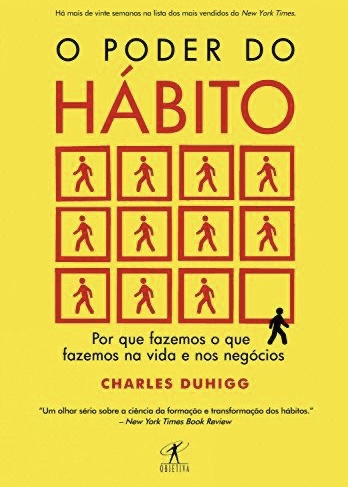 Há mais de vinte semanas na lista dos mais vendidos do New York Times.
O PODER DO
HÁBITO
Por que fazemos o que
fazemos na vida e nos negócios
CHARLES DUHIGG
"Um olhar sério sobre a ciência da formação e transformação dos hábitos."
– New York Times Book Review
OBJETIVA